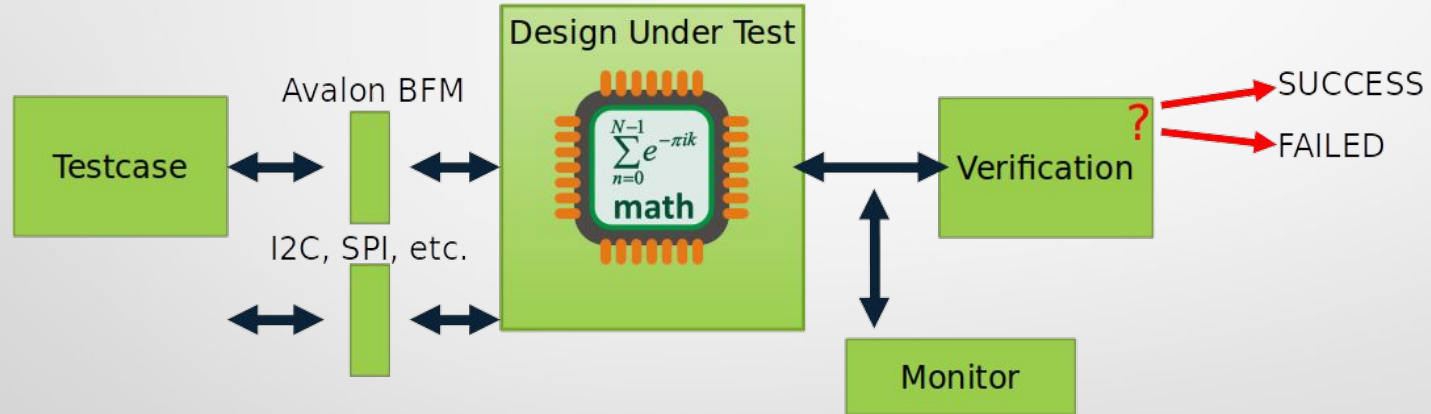 Design Under Test
Avalon BFM
SUCCESS
Testcase
N−1
∑ e^{−πik}
n=0
math
?
Verification
FAILED
I2C, SPI, etc.
Monitor